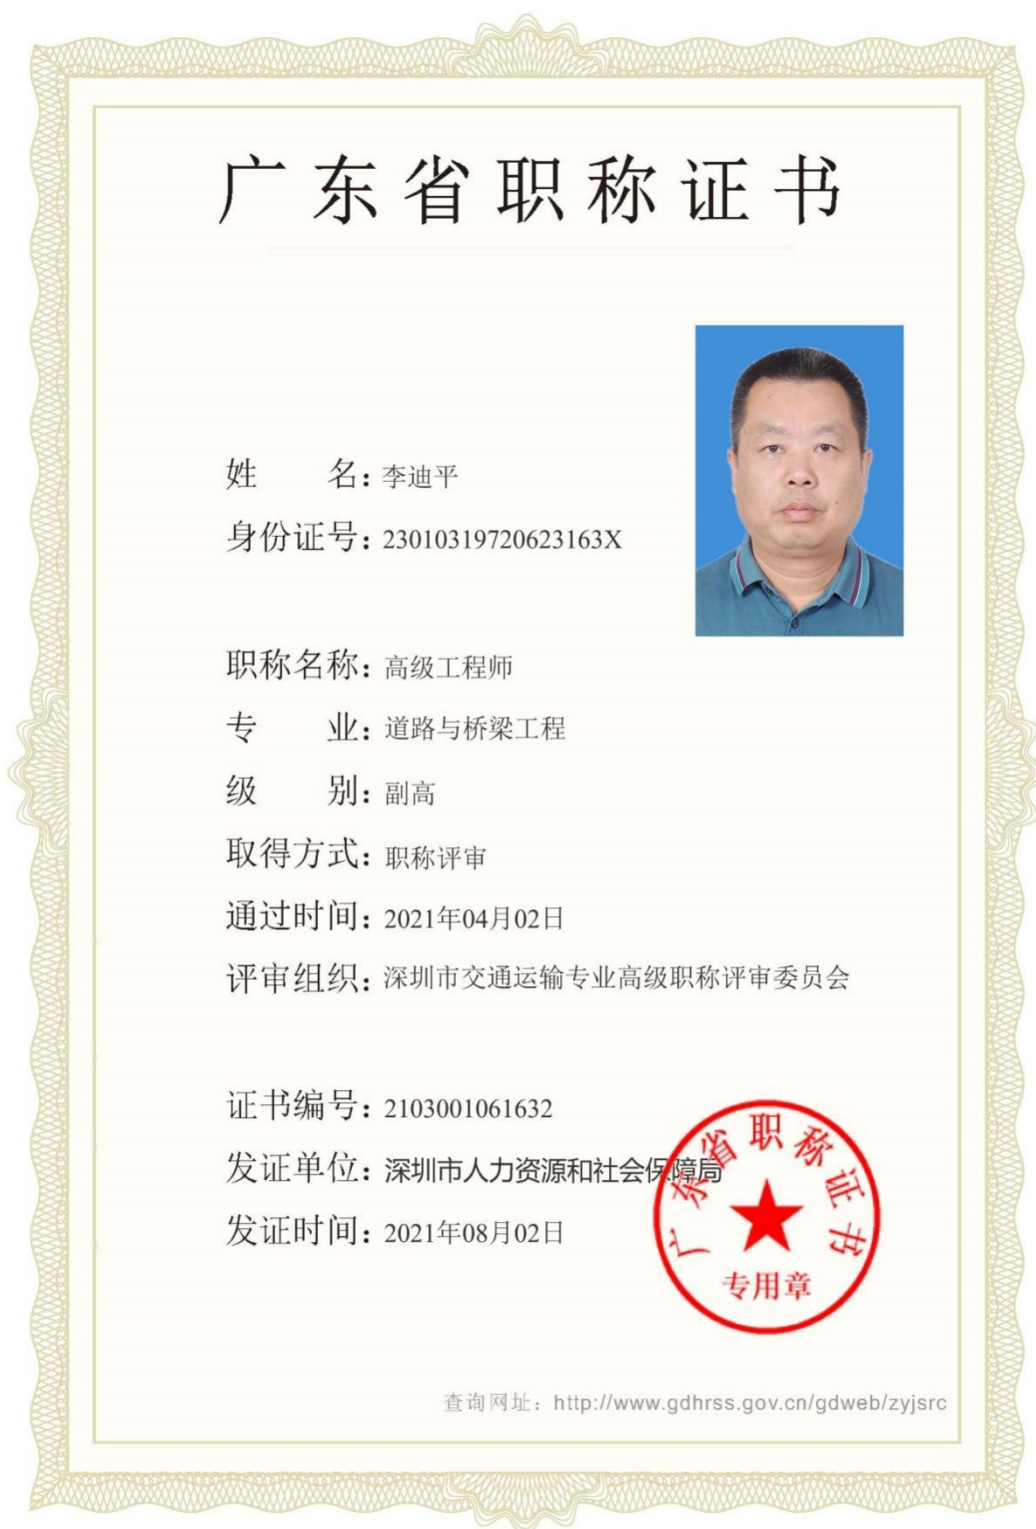 广东省职称证书
姓 名：李迪平
身份证号：23010319720623163X
职称名称：高级工程师
专 业：道路与桥梁工程
级 别：副高
取得方式：职称评审
通过时间：2021年04月02日
评审组织：深圳市交通运输专业高级职称评审委员会
证书编号：2103001061632
发证单位：深圳市人力资源和社会保障局
发证时间：2021年08月02日
广东省职称证书
专用章
查询网址：http://www.gdhrss.gov.cn/gdweb/zyjsrc